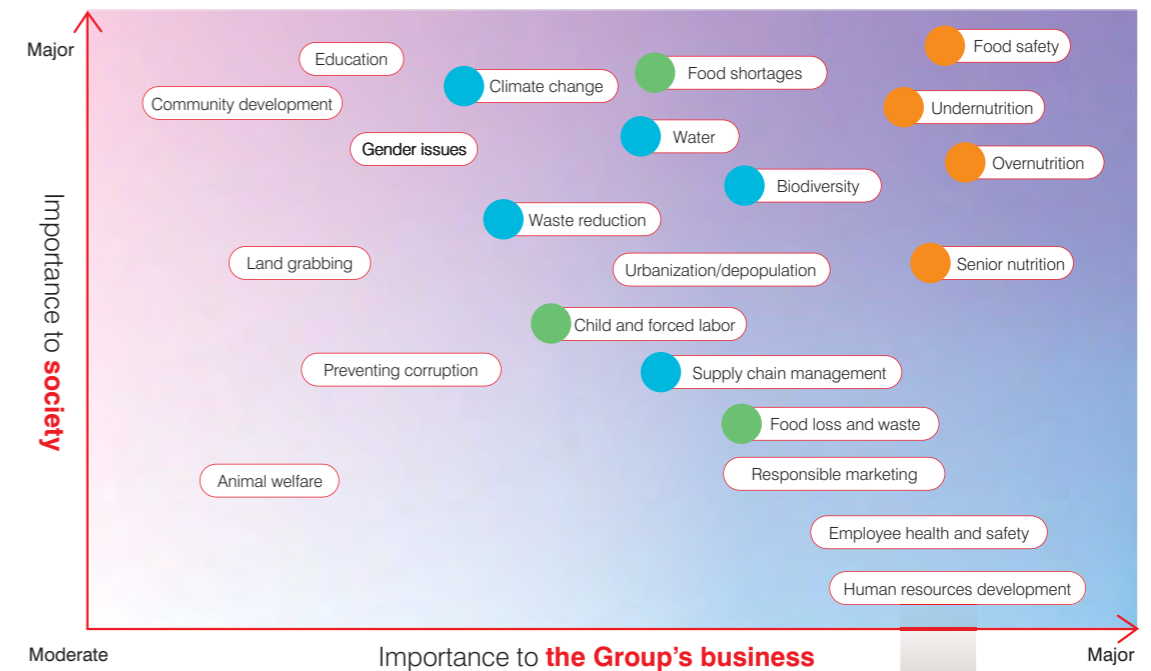 Major
Food safety
Education
Food shortages
Climate change
Community development
Undernutrition
Water
Gender issues
Overnutrition
Biodiversity
Waste reduction
Land grabbing
Senior nutrition
Urbanization/depopulation
Child and forced labor
Preventing corruption
Supply chain management
Food loss and waste
Responsible marketing
Animal welfare
Employee health and safety
Human resources development
Importance to society
Moderate
Importance to the Group’s business
Major